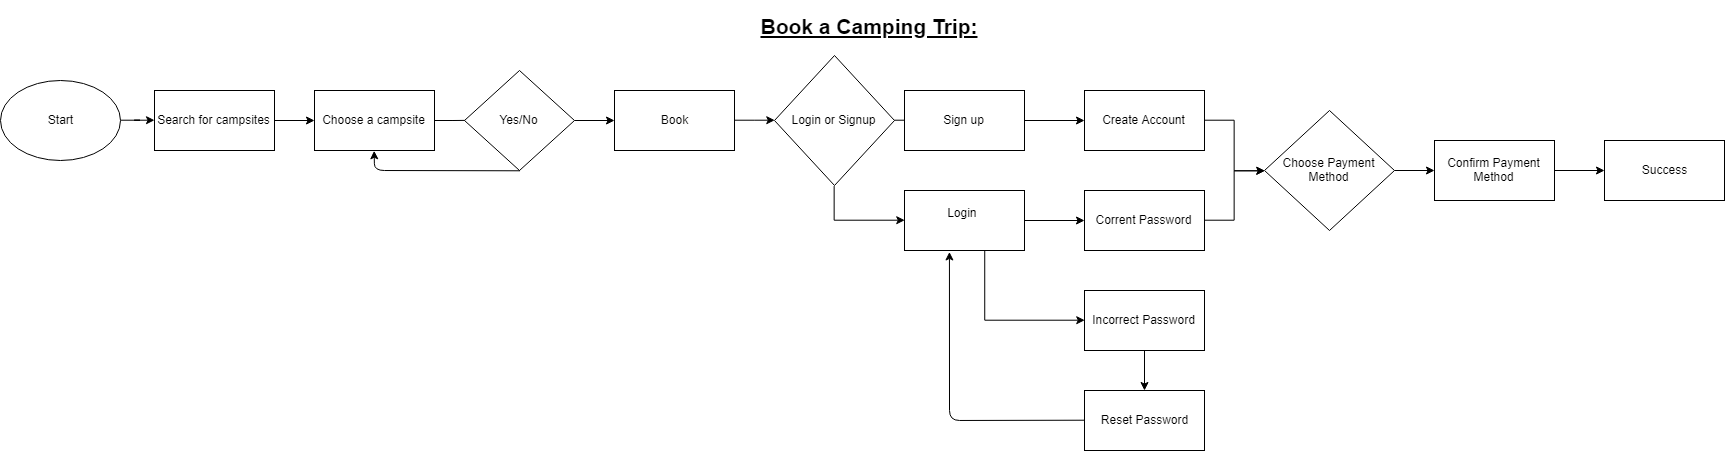 Book a Camping Trip:
Start
Search for campsites
Choose a campsite
Yes/No
Book
Login or Signup
Sign up
Create Account
Login
Corrent Password
Incorrect Password
Reset Password
Choose Payment
Method
Confirm Payment
Method
Success